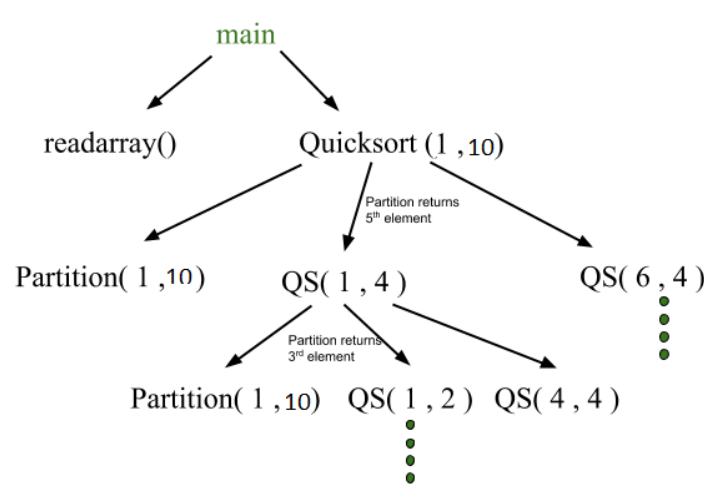 main
readarray()
Quicksort (1 ,10)
Partition returns
5th element
Partition( 1 ,10 )
QS( 1 , 4 )
QS( 6 , 4 )
Partition returns
3rd element
Partition( 1 ,10)
QS( 1 , 2 )
QS( 4 , 4 )